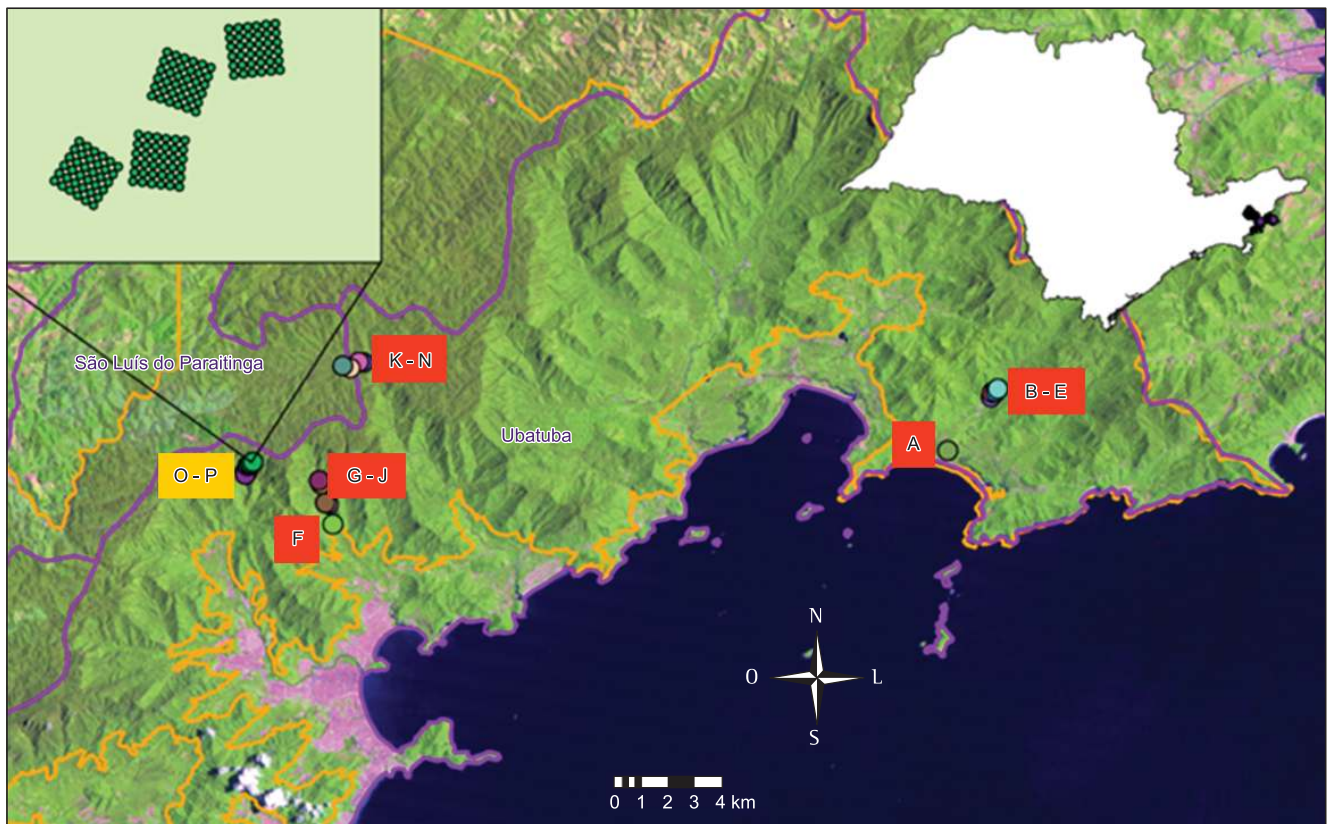 São Luís do Paraitinga
K - N
B - E
Ubatuba
A
O - P
G - J
F
N
O L
S
0 1 2 3 4 km